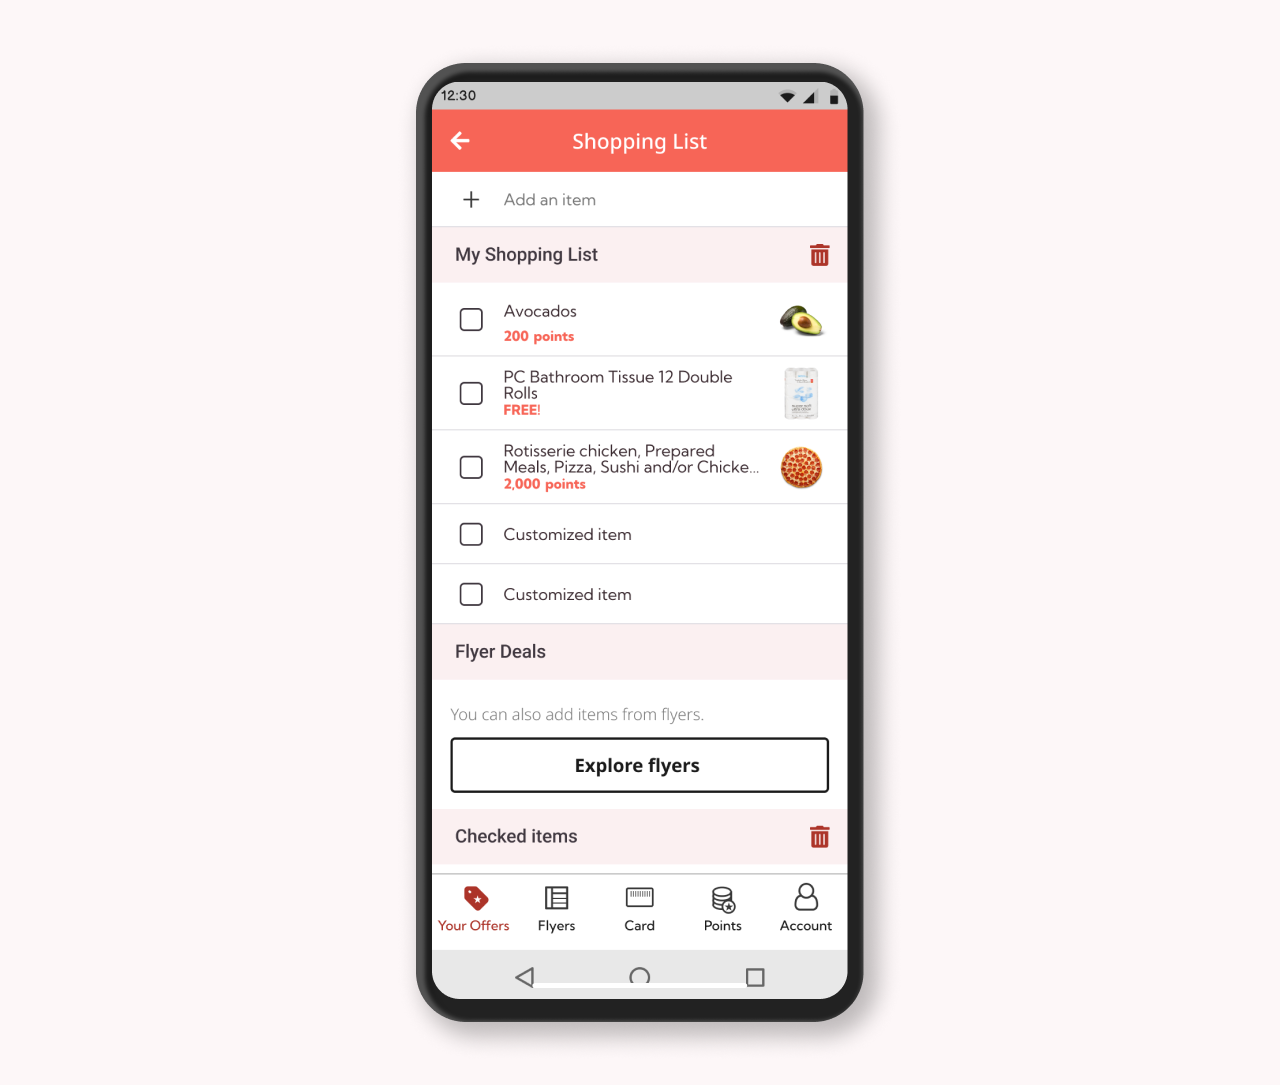 12:30
Shopping List
Add an item
My Shopping List
Avocados
200 points
PC Bathroom Tissue 12 Double
Rolls
FREE!
Rotisserie chicken, Prepared
Meals, Pizza, Sushi and/or Chicke...
2,000 points
Customized item
Customized item
Flyer Deals
You can also add items from flyers.
Explore flyers
Checked items
Your Offers
Flyers
Card
Points
Account